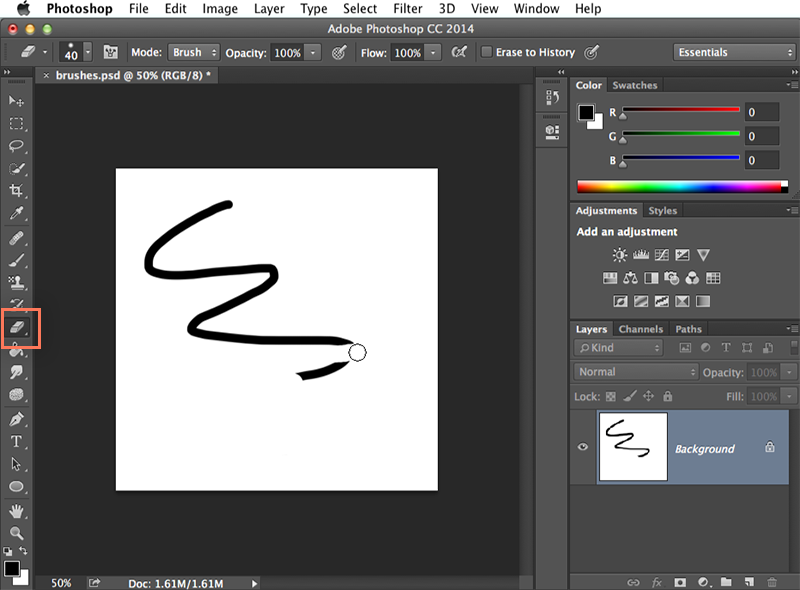 Photoshop File Edit Image Layer Type Select Filter 3D View Window Help
Adobe Photoshop CC 2014
40 Mode: Brush Opacity: 100% Flow: 100% Erase to History Essentials
× brushes.psd @ 50% (RGB/8) *
Color Swatches
R 0
G 0
B 0
Adjustments Styles
Add an adjustment
Layers Channels Paths
Kind
Normal Opacity: 100%
Lock: Fill: 100%
Background
T
50% Doc: 1.61M/1.61M
fx